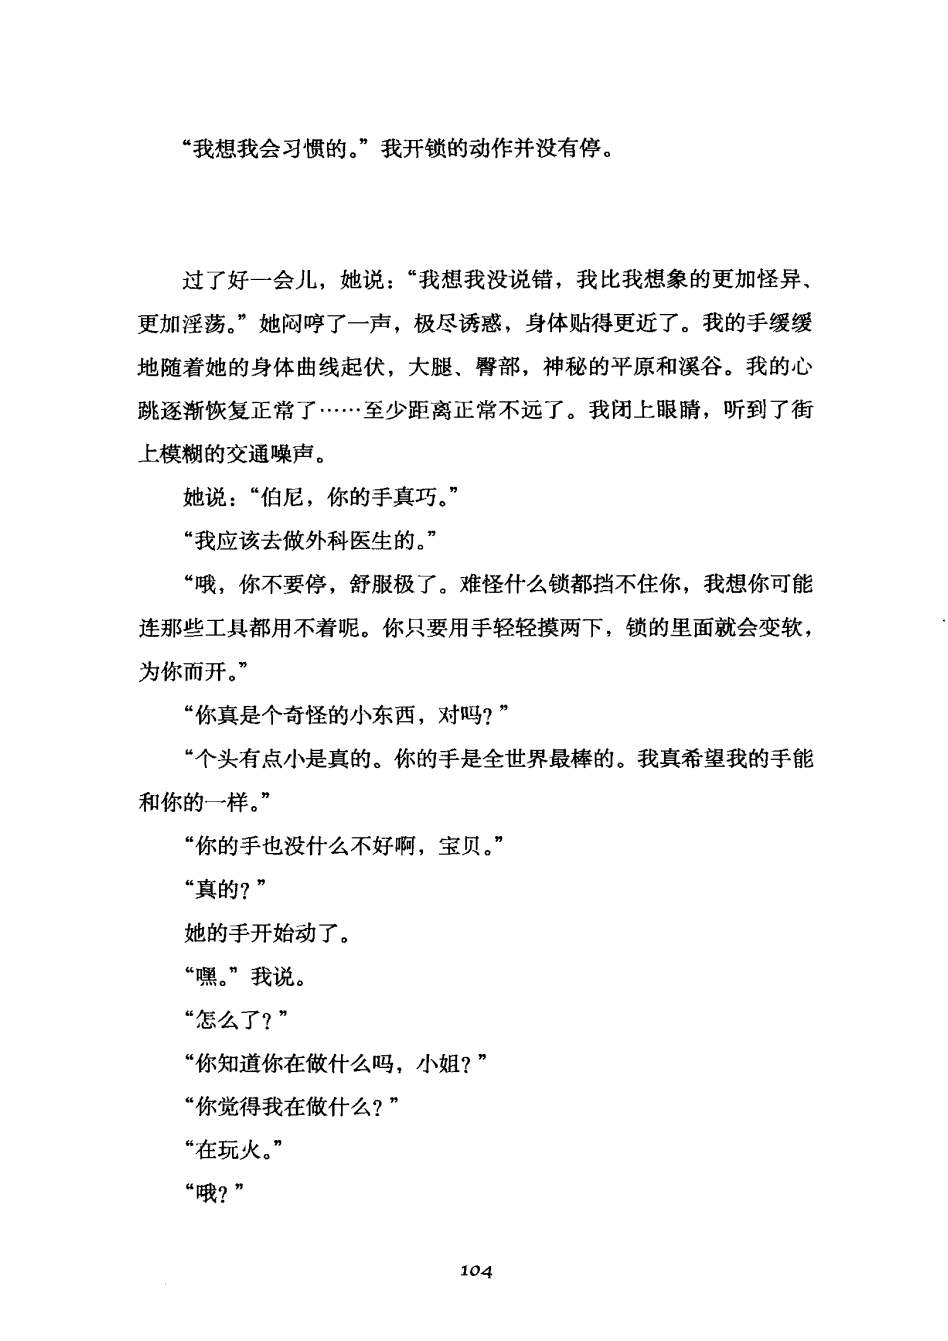 “我想我会习惯的。”我开锁的动作并没有停。
过了好一会儿，她说：“我想我没说错，我比我想象的更加怪异、
更加淫荡。”她闷哼了一声，极尽诱惑，身体贴得更近了。我的手缓缓
地随着她的身体曲线起伏，大腿、臀部，神秘的平原和溪谷。我的心
跳逐渐恢复正常了……至少距离正常不远了。我闭上眼睛，听到了街
上模糊的交通噪声。
她说：“伯尼，你的手真巧。”
“我应该去做外科医生的。”
“哦，你不要停，舒服极了。难怪什么锁都挡不住你，我想你可能
连那些工具都用不着呢。你只要用手轻轻摸两下，锁的里面就会变软，
为你而开。”
“你真是个奇怪的小东西，对吗？”
“个头有点小是真的。你的手是全世界最棒的。我真希望我的手能
和你的一样。”
“你的手也没什么不好啊，宝贝。”
“真的？”
她的手开始动了。
“嘿。”我说。
“怎么了？”
“你知道你在做什么吗，小姐？”
“你觉得我在做什么？”
“在玩火。”
“哦？”
104